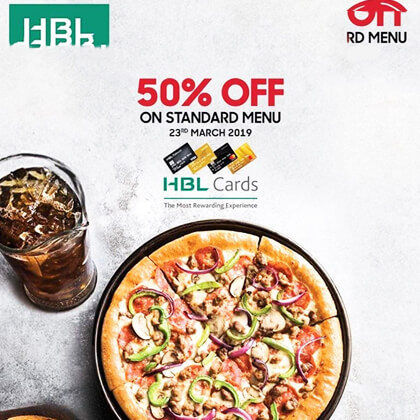 HBL
RD MENU
50% OFF
ON STANDARD MENU
23RD MARCH 2019
HBL Cards
The Most Rewarding Experience